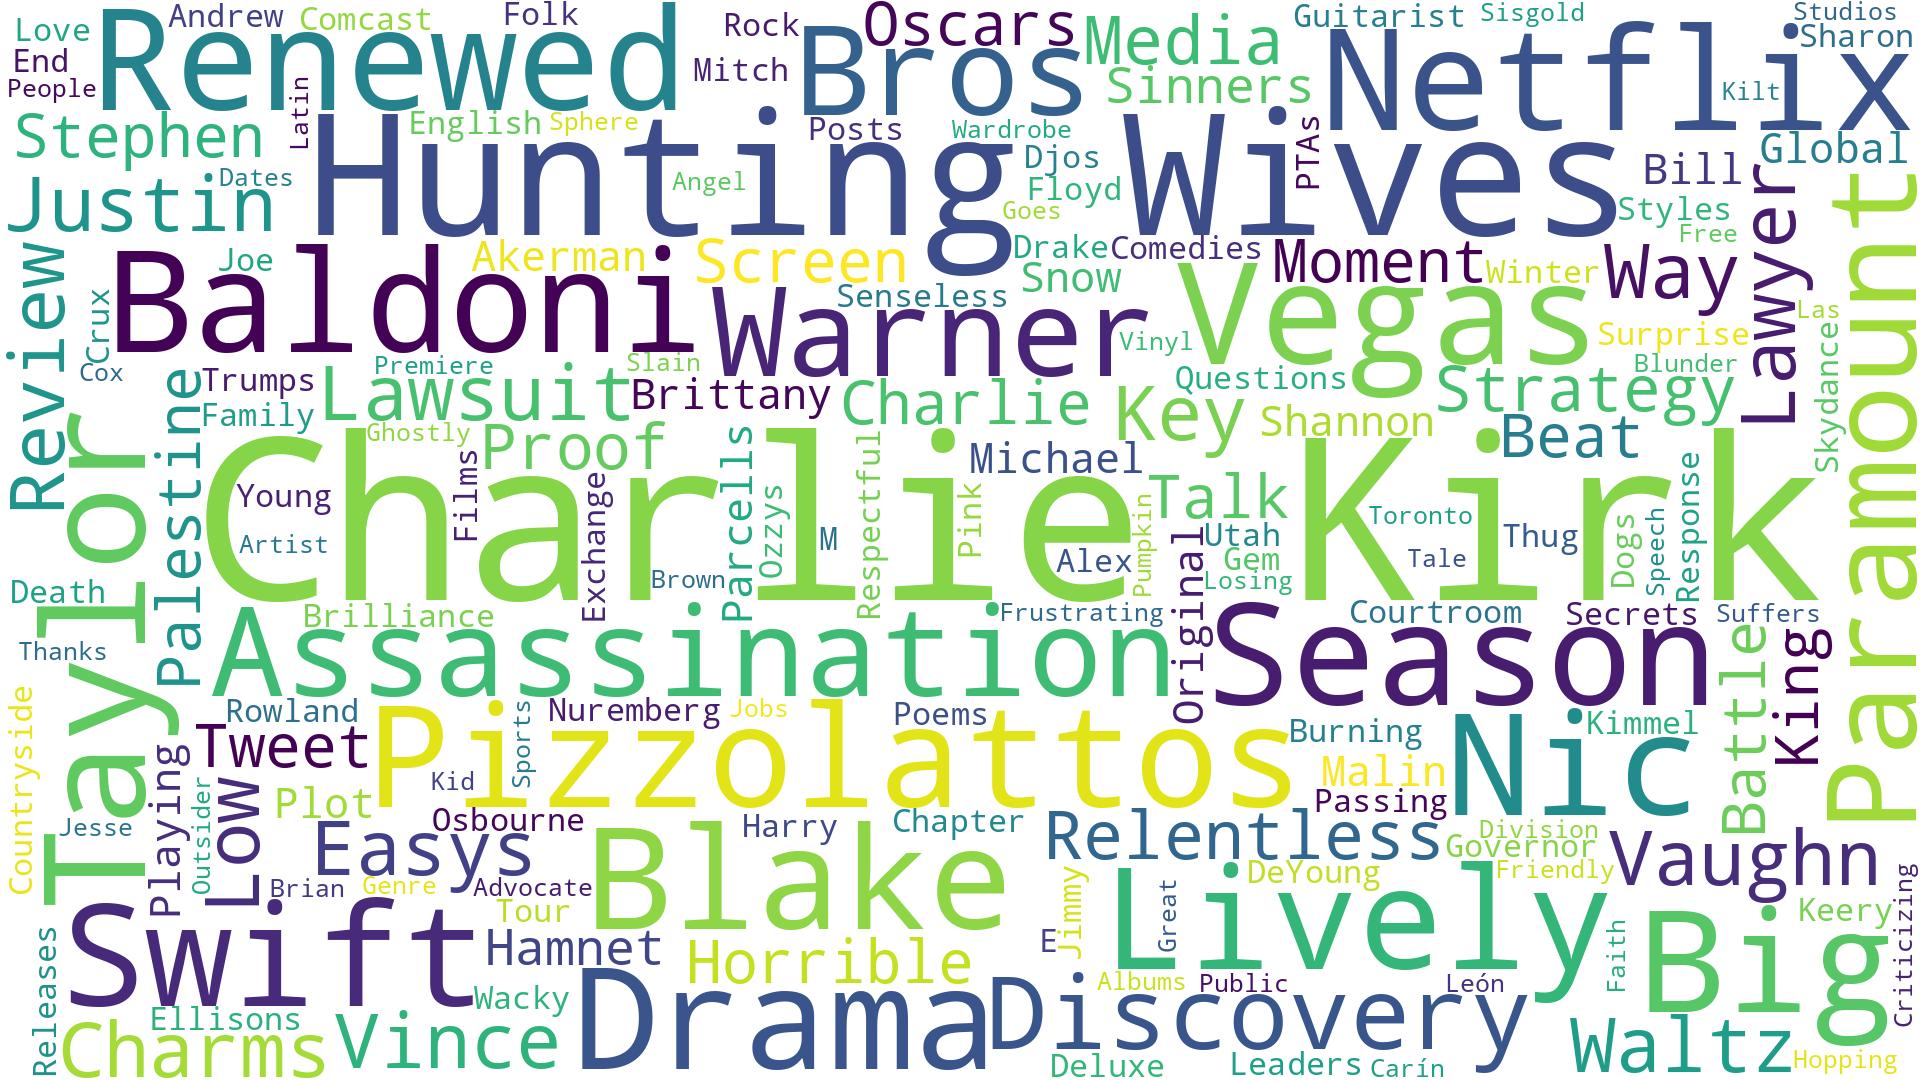 Love
Andrew
Comcast
Folk
Rock
Oscars
Media
Guitarist
Sisgold
Studios
Sharon
End
People
Renewed
Mitch
Bros
Sinners
Netflix
Kilt
Latin
Stephen
English
Sphere
Posts
Wardrobe
Djos
PTAs
Bill
Global
Hunting
Wives
Justin
Dates
Angel
Floyd
Goes
Styles
Free
Lawyer
Paramount
Review
Joe
Akerman
Screen
Drake
Comedies
Snow
Moment
Winter
Way
Crux
Baldoni
Senseless
Vegas
Las
Surprise
Cox
Warner
Vinyl
Blunder
Skydance
Premiere
Slain
Trumps
Lawsuit
Brittany
Charlie
Key
Questions
Strategy
Palestine
Family
Ghostly
Proof
Shannon
Beat
Taylor
Charlie Kirk
Young
Films
Exchange
Parcells
Ozzys
Respectful
Michael
Pink
Talk
Artist
M
Pumpkin
Utah
Toronto
Thug
Dogs
Speech
Response
Brown
Alex
Gem
Tale
Losing
Original
Death
Brilliance
Frustrating
Courtroom
Secrets
Suffers
Thanks
Assassination
Season
Battle
King
Countryside
Rowland
Sports
Nuremberg
Jobs
Poems
Burning
Kimmel
Tweet
Pizzolattos
Nic
Playing
Outsider
Low
Kid
Malin
Plot
Passing
Jesse
Easys
Osbourne
Harry
Chapter
Relentless
Division
Governor
Vaughn
Brian
Genre
Advocate
Blake
Jimmy
Great
DeYoung
Friendly
Criticizing
Tour
Lively
Keery
Releases
Swift
Hamnet
Horrible
E
Faith
Big
Albums
Public
León
Wacky
Drama
Discovery
Ellisons
Charms
Vince
Waltz
Deluxe
Leaders
Carín
Hopping